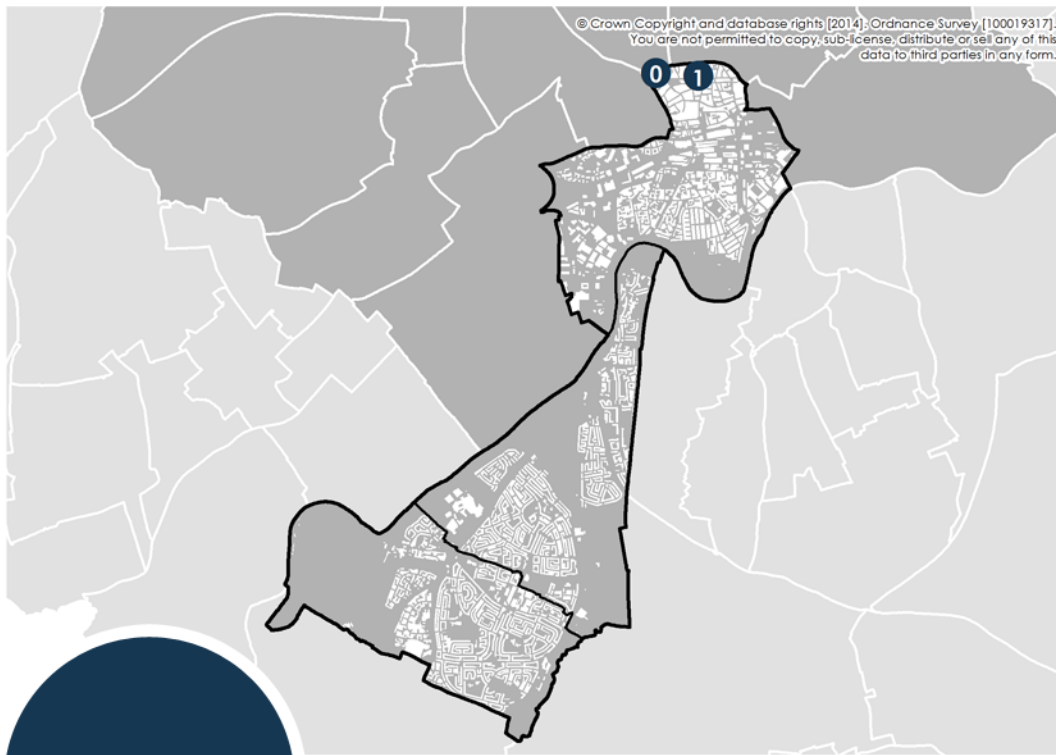 © Crown Copyright and database rights [2014]. Ordnance Survey [100019317].
You are not permitted to copy, sub-license, distribute or sell any of this
data to third parties in any form.
0 1